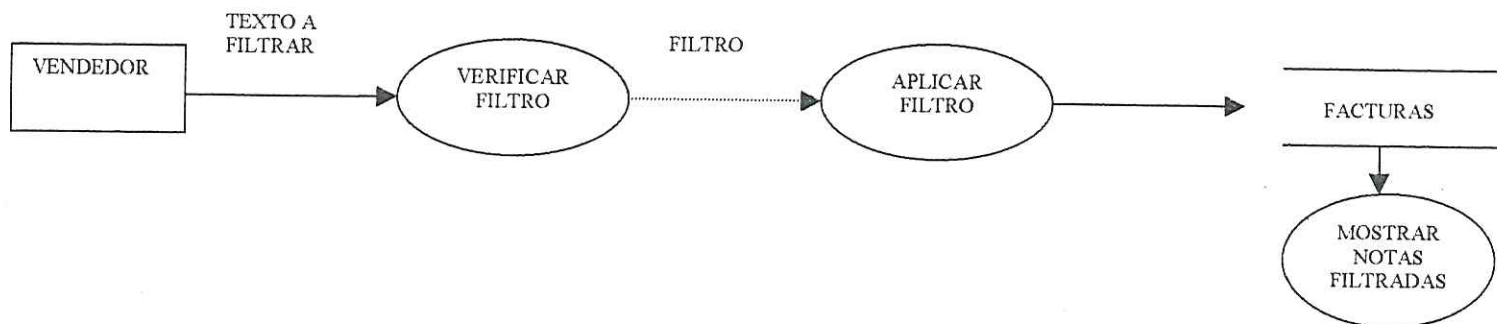 TEXTO A
FILTRAR
VENDEDOR
VERIFICAR
FILTRO
FILTRO
APLICAR
FILTRO
FACTURAS
MOSTRAR
NOTAS
FILTRADAS